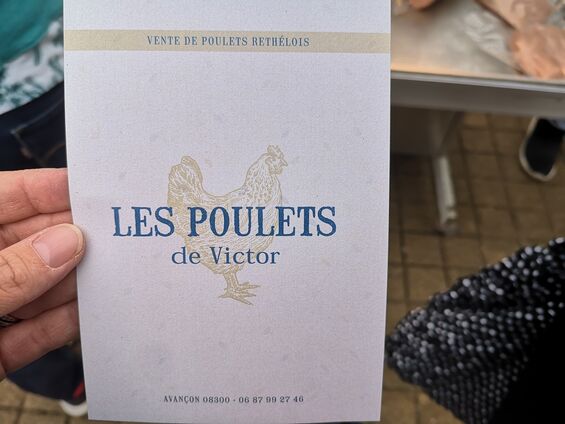 VENTE DE POULETS RETHÉLOIS
LES POULETS
de Victor
AVANÇON 08300 - 06 87 99 27 46